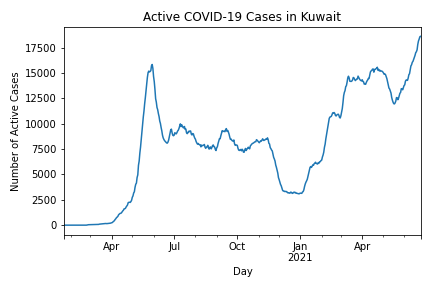 Active COVID-19 Cases in Kuwait
Number of Active Cases
17500
15000
12500
10000
7500
5000
2500
0
Apr Jul Oct Jan Apr
2021
Day